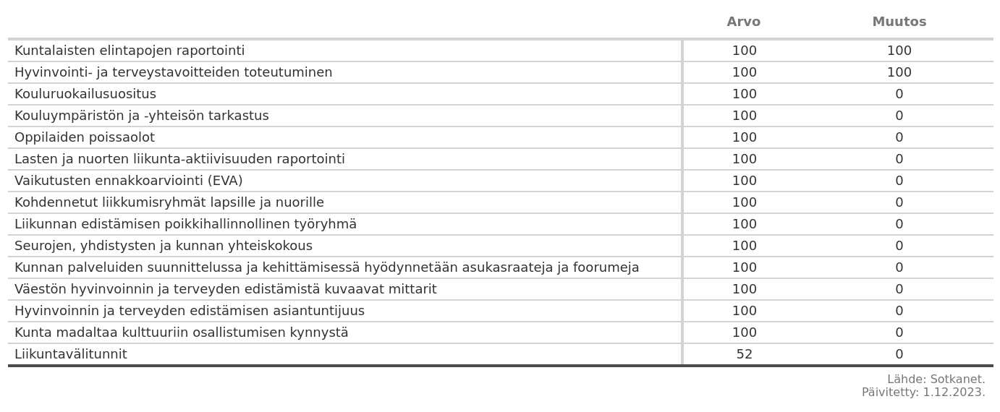 Arvo Muutos
Kuntalaisten elintapojen raportointi 100 100
Hyvinvointi- ja terveystavoitteiden toteutuminen 100 100
Kouluruokailusuositus 100 0
Kouluympäristön ja -yhteisön tarkastus 100 0
Oppilaiden poissaolot 100 0
Lasten ja nuorten liikunta-aktiivisuuden raportointi 100 0
Vaikutusten ennakkoarviointi (EVA) 100 0
Kohdennetut liikkumisryhmät lapsille ja nuorille 100 0
Liikunnan edistämisen poikkihallinnollinen työryhmä 100 0
Seurojen, yhdistysten ja kunnan yhteiskokous 100 0
Kunnan palveluiden suunnittelussa ja kehittämisessä hyödynnetään asukasraateja ja foorumeja 100 0
Väestön hyvinvoinnin ja terveyden edistämistä kuvaavat mittarit 100 0
Hyvinvoinnin ja terveyden edistämisen asiantuntijuus 100 0
Kunta madaltaa kulttuuriin osallistumisen kynnystä 100 0
Liikuntavälitunnit 52 0
Lähde: Sotkanet.
Päivitetty: 1.12.2023.